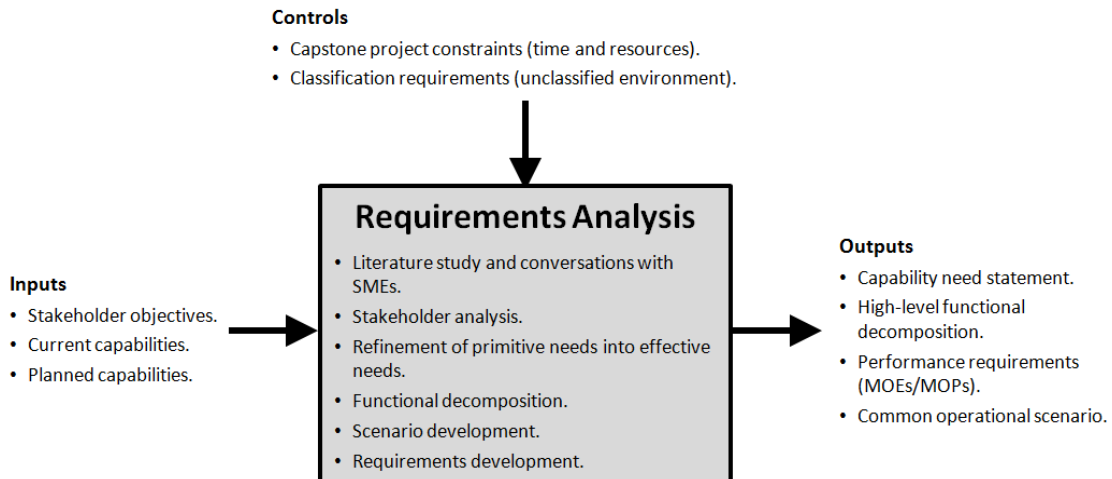 Controls
• Capstone project constraints (time and resources).
• Classification requirements (unclassified environment).
Requirements Analysis
• Literature study and conversations with
SMEs.
• Stakeholder analysis.
• Refinement of primitive needs into effective
needs.
• Functional decomposition.
• Scenario development.
• Requirements development.
Inputs
• Stakeholder objectives.
• Current capabilities.
• Planned capabilities.
Outputs
• Capability need statement.
• High-level functional
decomposition.
• Performance requirements
(MOEs/MOPs).
• Common operational scenario.